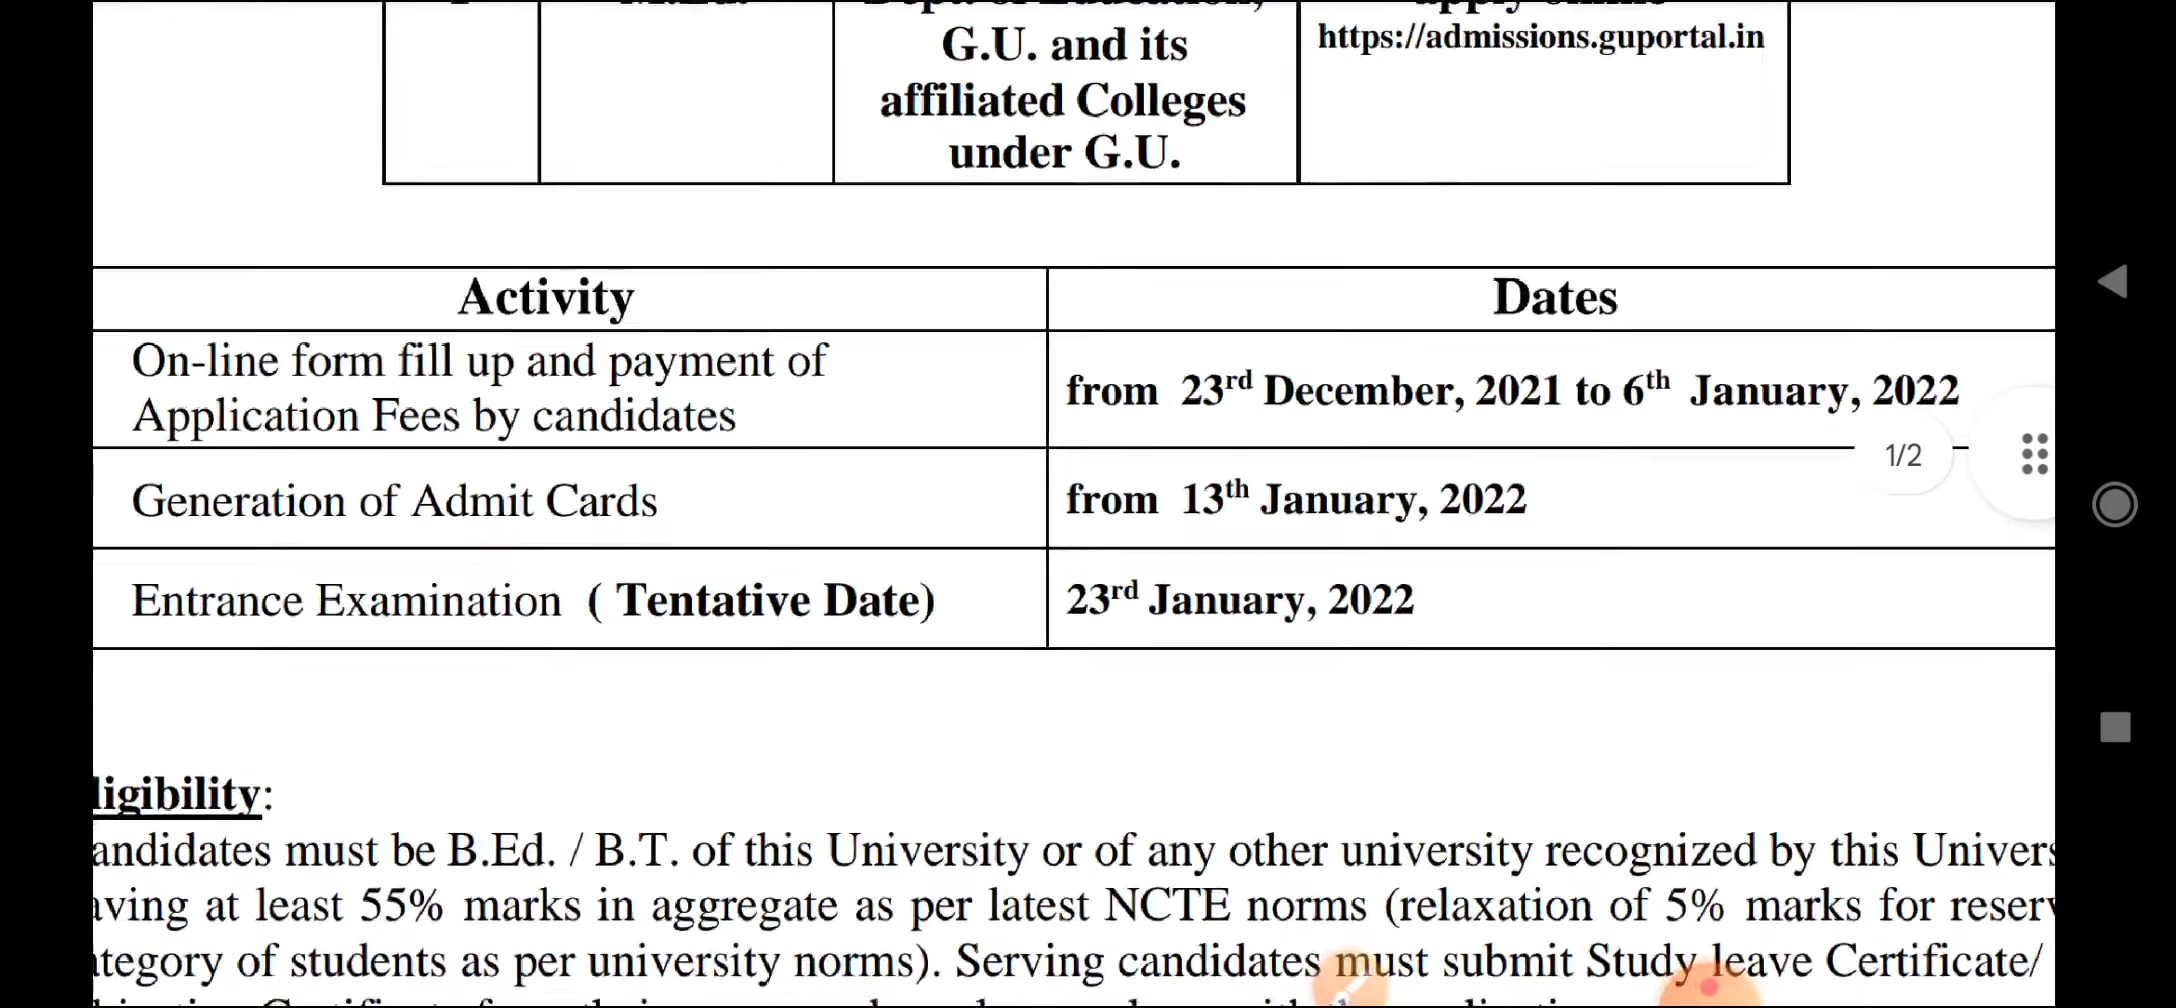 G.U. and its
affiliated Colleges
under G.U.
https://admissions.guportal.in
Activity
Dates
On-line form fill up and payment of
Application Fees by candidates
from 23rd December, 2021 to 6th January, 2022
1/2
Generation of Admit Cards
from 13th January, 2022
Entrance Examination ( Tentative Date)
23rd January, 2022
ligibility:
andidates must be B.Ed. / B.T. of this University or of any other university recognized by this Univers
aving at least 55% marks in aggregate as per latest NCTE norms (relaxation of 5% marks for reserv
ategory of students as per university norms). Serving candidates must submit Study leave Certificate/